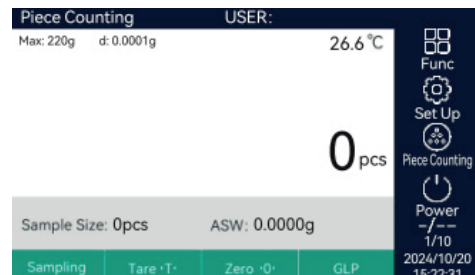 Piece Counting USER:
Max: 220g d: 0.0001g 26.6°C
0 pcs
Sample Size: 0pcs ASW: 0.0000g
Sampling Tare ·T· Zero ·0· GLP
Func
Set Up
Piece Counting
Power
-/--
1/10
2024/10/20
15:22:31